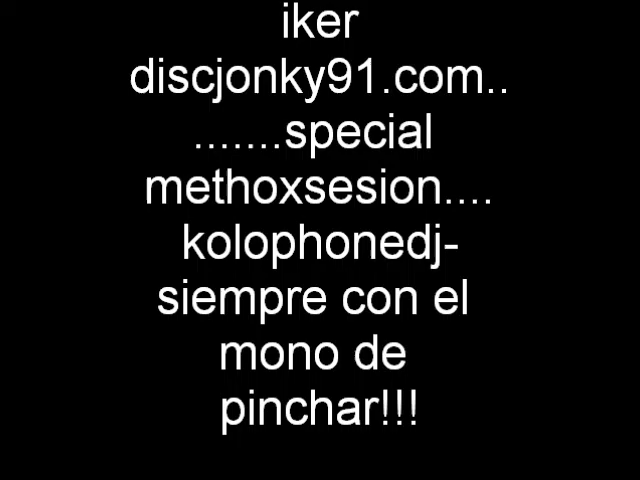 iker
discjonky91.com..
.......special
methoxsesion....
kolophonedj-
siempre con el
mono de
pinchar!!!